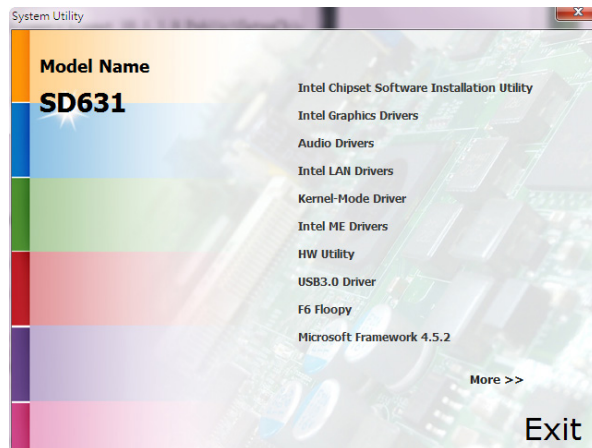 System Utility
Model Name
SD631
Intel Chipset Software Installation Utility
Intel Graphics Drivers
Audio Drivers
Intel LAN Drivers
Kernel-Mode Driver
Intel ME Drivers
HW Utility
USB3.0 Driver
F6 Floopy
Microsoft Framework 4.5.2
More >>
Exit